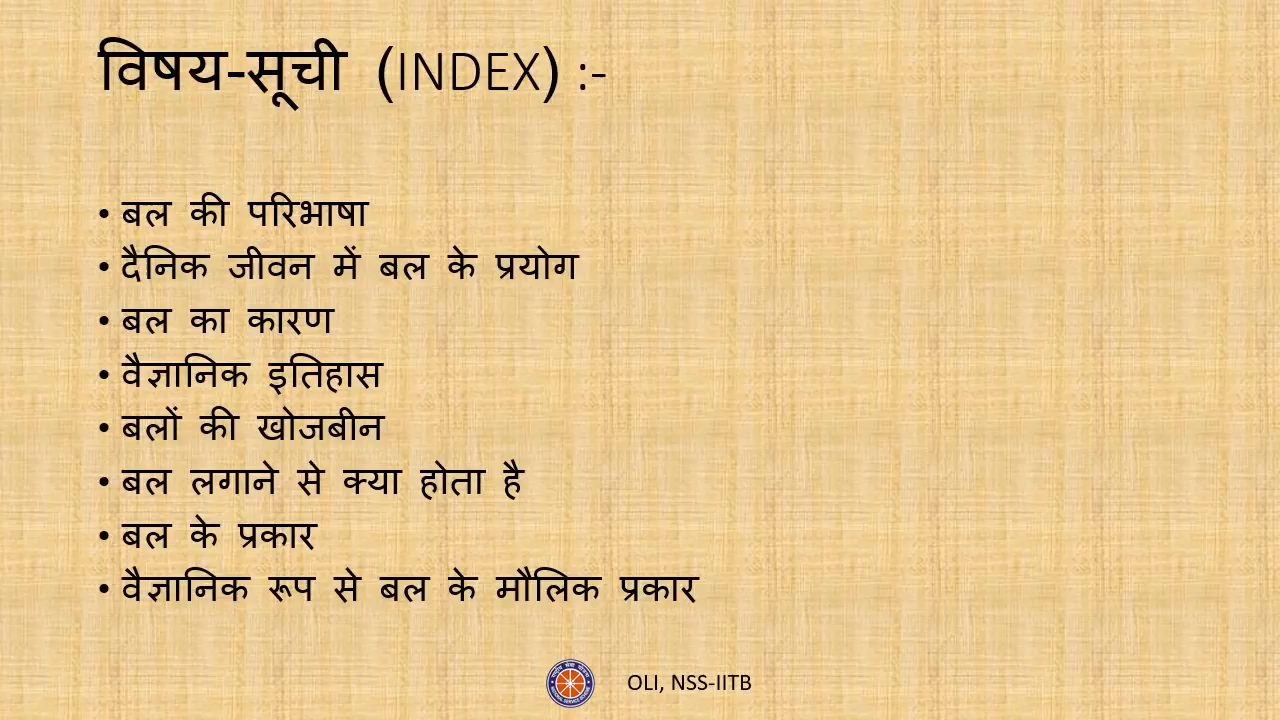 विषय-सूची (INDEX) :-
• बल की परिभाषा
• दैनिक जीवन में बल के प्रयोग
• बल का कारण
• वैज्ञानिक इतिहास
• बलों की खोजबीन
• बल लगाने से क्या होता है
• बल के प्रकार
• वैज्ञानिक रूप से बल के मौलिक प्रकार
OLI, NSS-IITB